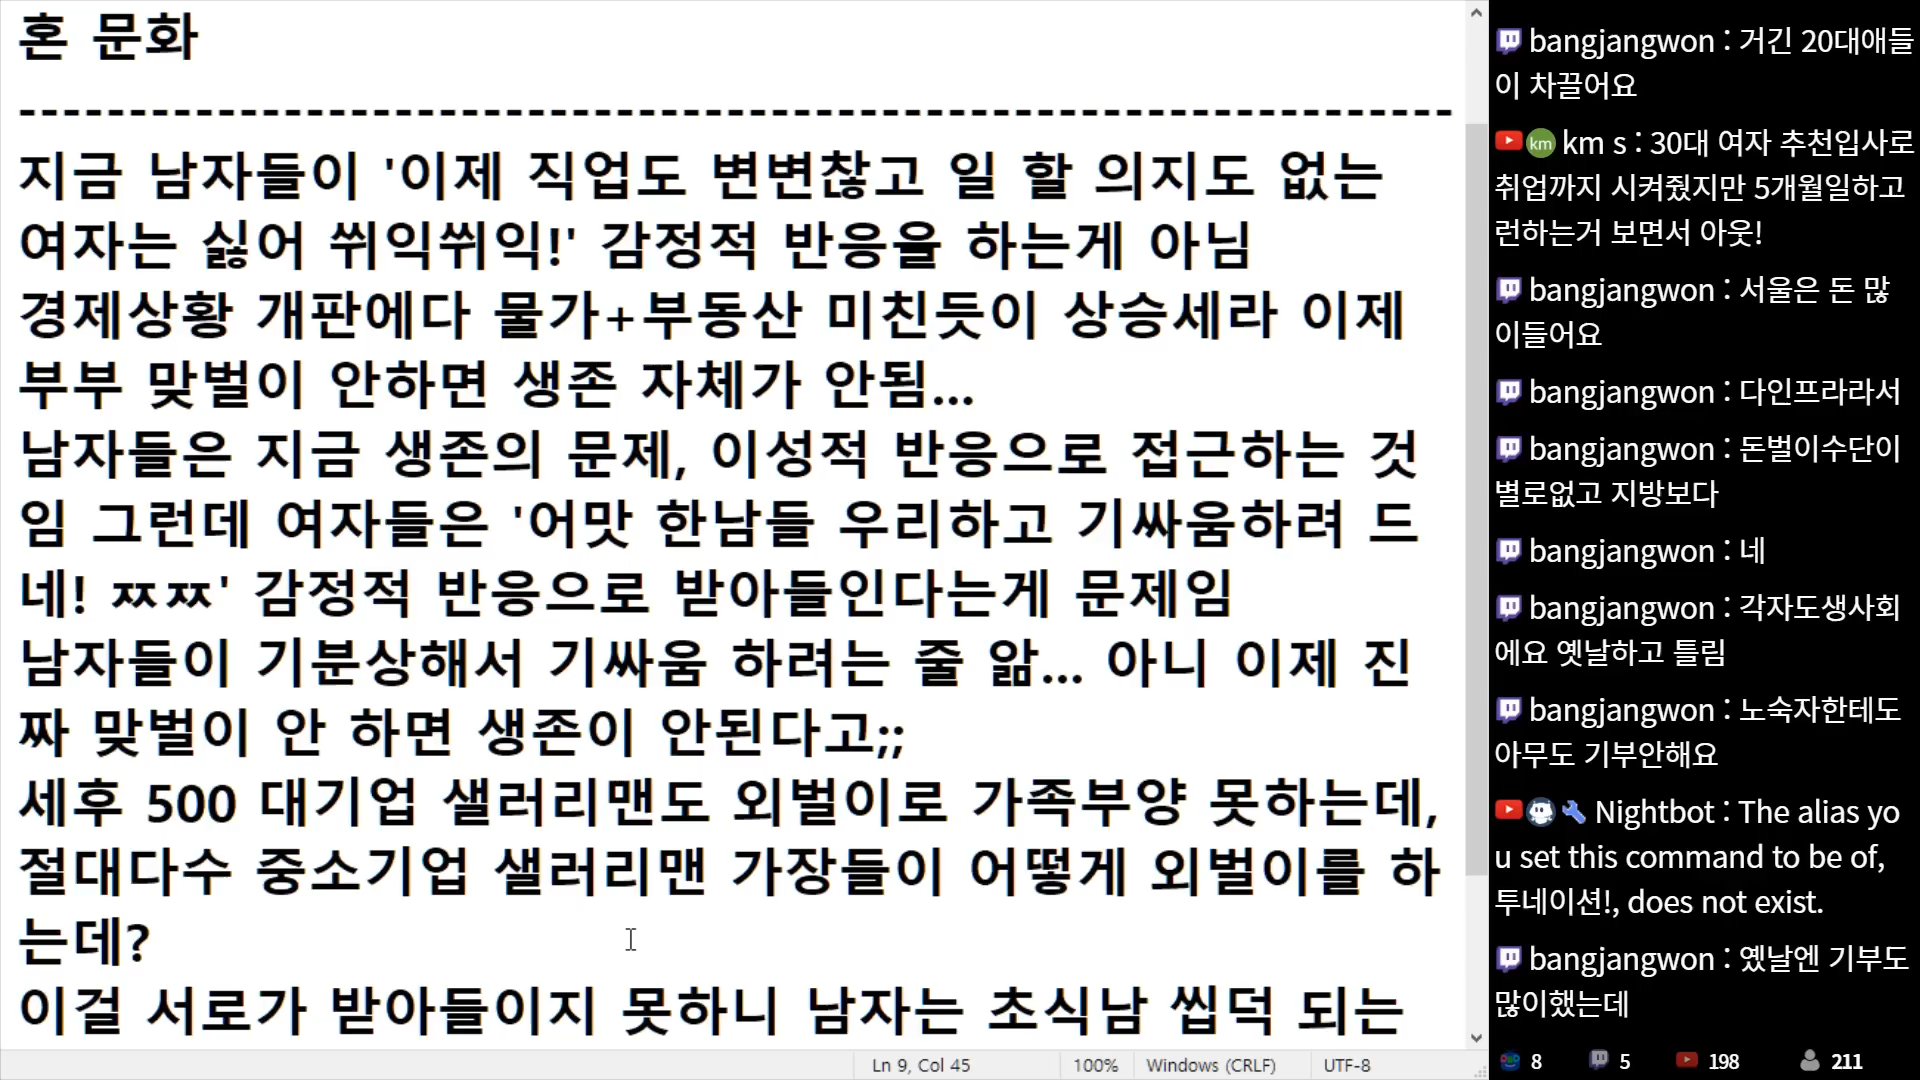 혼 문화
--------------------------------------------------------------------
지금 남자들이 '이제 직업도 변변찮고 일 할 의지도 없는
여자는 싫어 쒸익쒸익!' 감정적 반응을 하는게 아님
경제상황 개판에다 물가+부동산 미친듯이 상승세라 이제
부부 맞벌이 안하면 생존 자체가 안됨...
남자들은 지금 생존의 문제, 이성적 반응으로 접근하는 것
임 그런데 여자들은 '어맛 한남들 우리하고 기싸움하려 드
네! ㅉㅉ' 감정적 반응으로 받아들인다는게 문제임
남자들이 기분상해서 기싸움 하려는 줄 앎... 아니 이제 진
짜 맞벌이 안 하면 생존이 안된다고;;
세후 500 대기업 샐러리맨도 외벌이로 가족부양 못하는데,
절대다수 중소기업 샐러리맨 가장들이 어떻게 외벌이를 하
는데?
이걸 서로가 받아들이지 못하니 남자는 초식남 씹덕 되는
Ln 9, Col 45
100%
Windows (CRLF)
UTF-8
bangjangwon : 거긴 20대애들
이 차끌어요
km km s : 30대 여자 추천입사로
취업까지 시켜줬지만 5개월일하고
런하는거 보면서 아웃!
bangjangwon : 서울은 돈 많
이들어요
bangjangwon : 다인프라라서
bangjangwon : 돈벌이수단이
별로없고 지방보다
bangjangwon : 네
bangjangwon : 각자도생사회
에요 옛날하고 틀림
bangjangwon : 노숙자한테도
아무도 기부안해요
Nightbot : The alias yo
u set this command to be of,
투네이션!, does not exist.
bangjangwon : 옜날엔 기부도
많이했는데
8
5
198
211